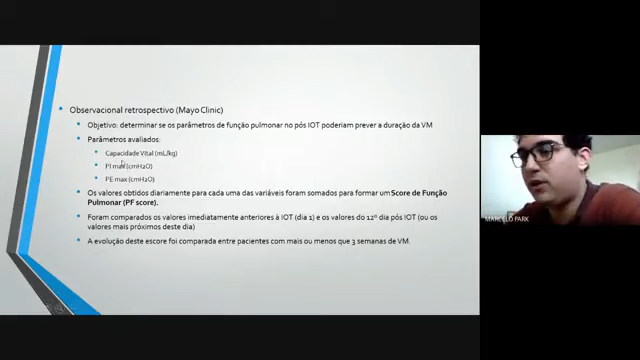 Observacional retrospectivo (Mayo Clinic)
Objetivo: determinar se os parâmetros de função pulmonar no pós IOT poderiam prever a duração da VM
Parâmetros avaliados:
Capacidade Vital (mL/kg)
PI max (cmH2O)
PE max (cmH2O)
Os valores obtidos diariamente para cada uma das variáveis foram somados para formar um Score de Função
Pulmonar (PF score).
Foram comparados os valores imediatamente anteriores à IOT (dia 1) e os valores do 12º dia pós IOT (ou os
valores mais próximos deste dia)
A evolução deste escore foi comparada entre pacientes com mais ou menos que 3 semanas de VM.
MARCELO PARK